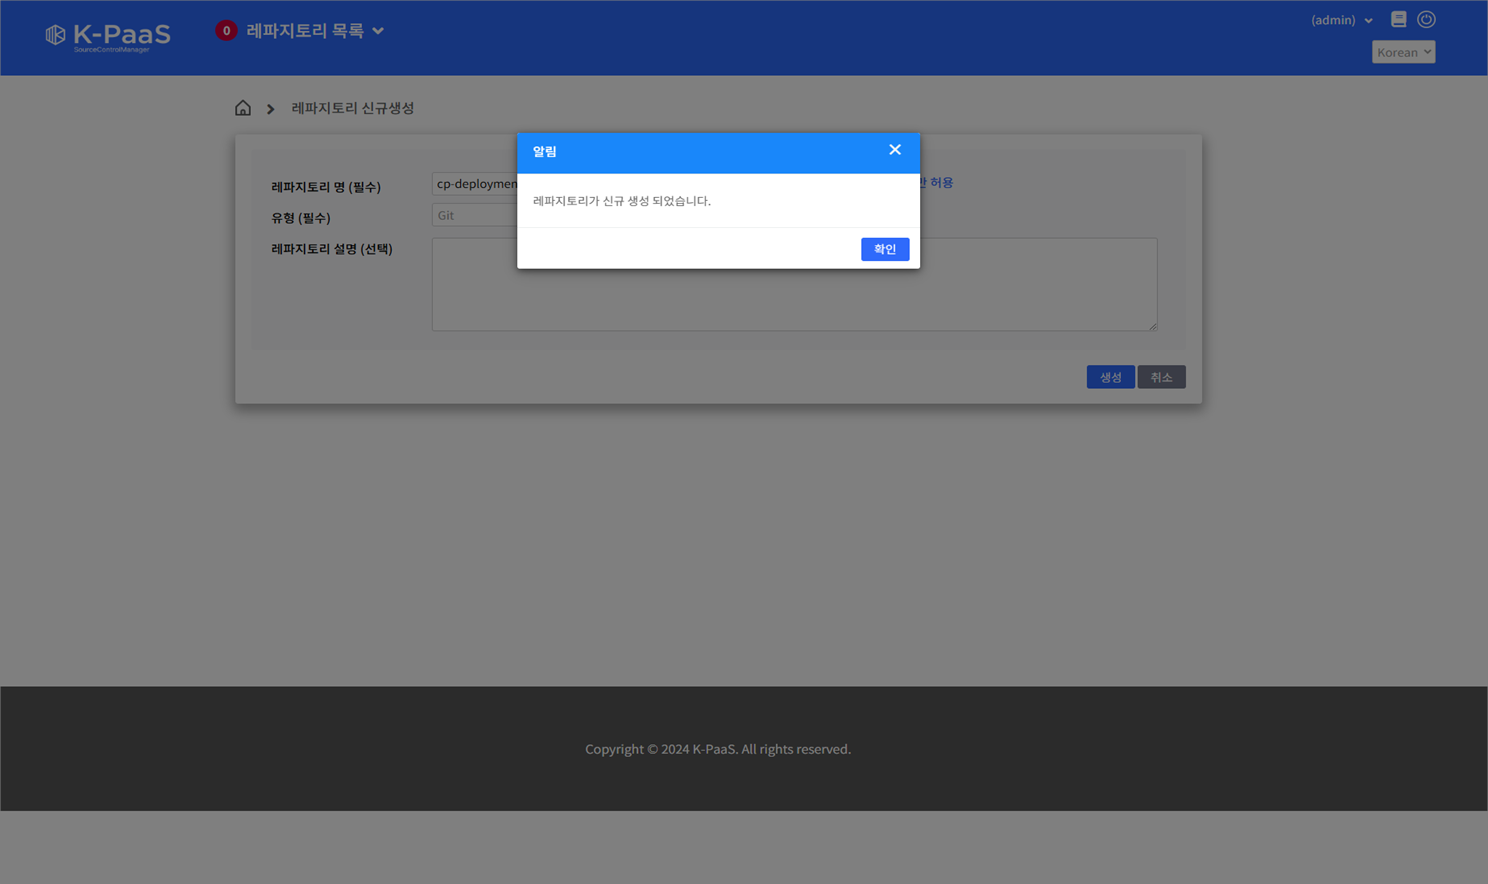 K-PaaS
SourceControlManager
0 레파지토리 목록
(admin)
Korean
레파지토리 신규생성
알림
레파지토리 명 (필수)
허용
레파지토리가 신규 생성 되었습니다.
유형 (필수)
Git
레파지토리 설명 (선택)
확인
생성 취소
Copyright © 2024 K-PaaS. All rights reserved.